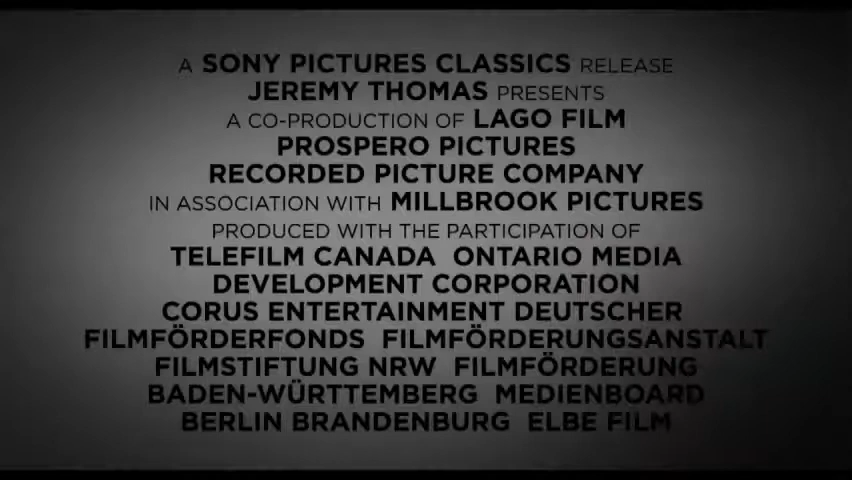 A SONY PICTURES CLASSICS RELEASE
JEREMY THOMAS PRESENTS
A CO-PRODUCTION OF LAGO FILM
PROSPERO PICTURES
RECORDED PICTURE COMPANY
IN ASSOCIATION WITH MILLBROOK PICTURES
PRODUCED WITH THE PARTICIPATION OF
TELEFILM CANADA ONTARIO MEDIA
DEVELOPMENT CORPORATION
CORUS ENTERTAINMENT DEUTSCHER
FILMFÖRDERFONDS FILMFÖRDERUNGSANSTALT
FILMSTIFTUNG NRW FILMFÖRDERUNG
BADEN-WÜRTTEMBERG MEDIENBOARD
BERLIN BRANDENBURG ELBE FILM